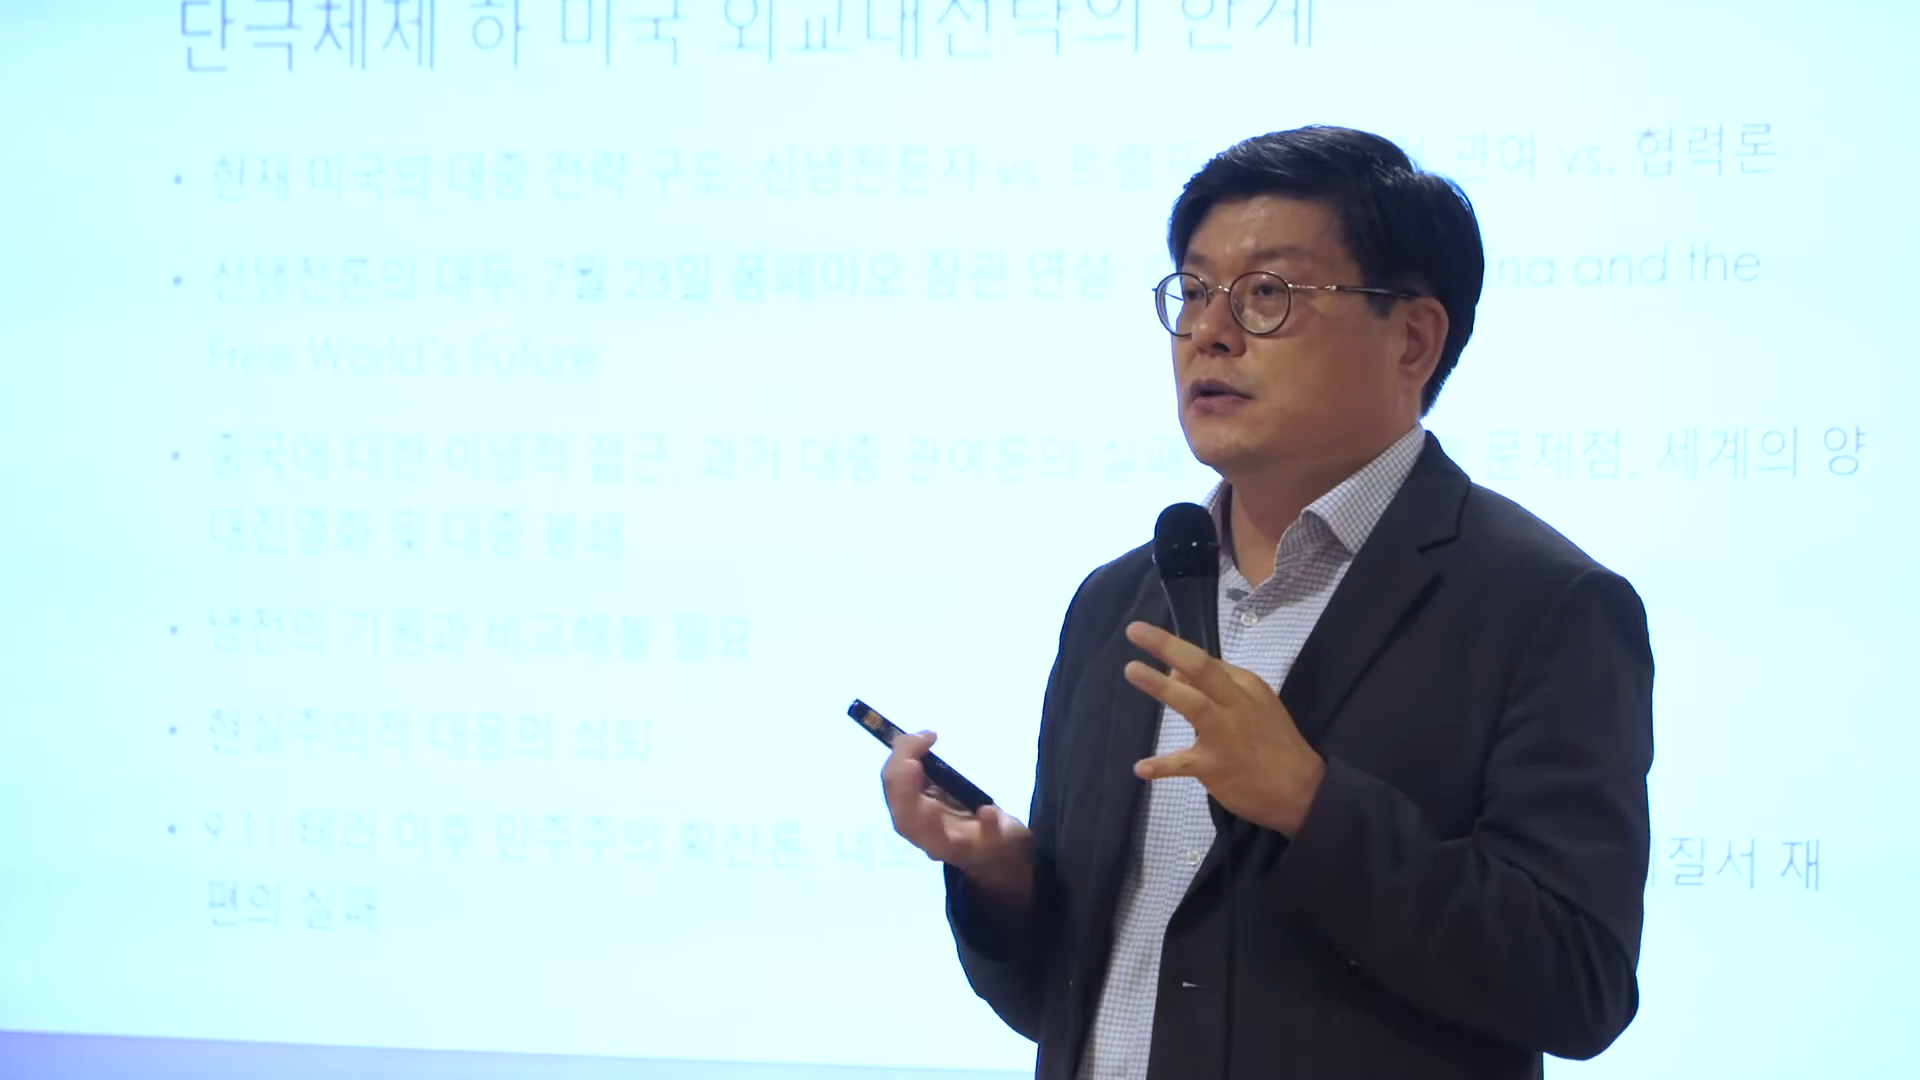 단극체제 하 미국 외교대전략의 한계
• 현재 미국의 대중 전략 구도: 신냉전론자 vs. 트럼프 관여 vs. 협력론
• 신냉전론의 대두: 7월 23일 폼페이오 장관 연설: and the
Free World's Future
• 중국에 대한 이념적 접근, 과거 대중 관여론의 실패 문제점, 세계의 양
대진영화 및 대중 봉쇄
• 냉전의 기원과 비교해볼 필요
• 현실주의적 대응의 쇠퇴
• 9.11 테러 이후 민주주의 확산론, 재
편의 실패